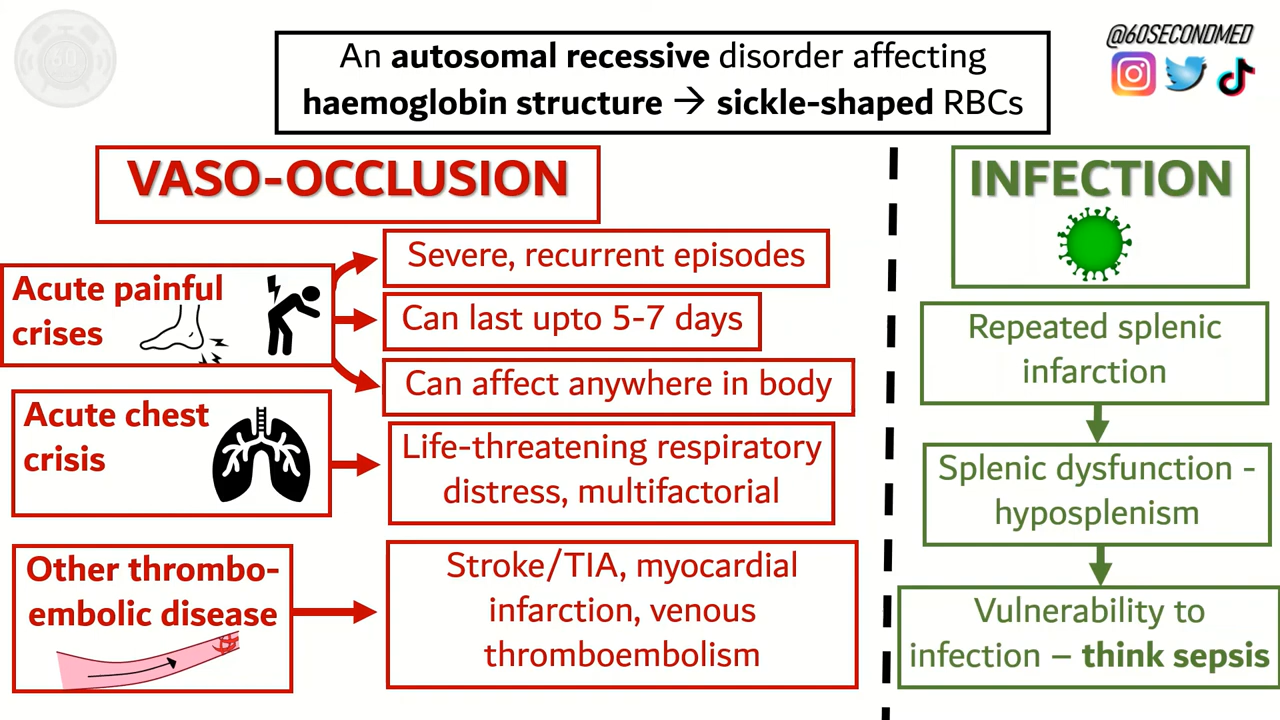 @60SECONDMED
An autosomal recessive disorder affecting
haemoglobin structure → sickle-shaped RBCs
VASO-OCCLUSION
Acute painful
crises
Severe, recurrent episodes
Can last upto 5-7 days
Can affect anywhere in body
Acute chest
crisis
Life-threatening respiratory
distress, multifactorial
Other thrombo-
embolic disease
Stroke/TIA, myocardial
infarction, venous
thromboembolism
INFECTION
Repeated splenic
infarction
Splenic dysfunction -
hyposplenism
Vulnerability to
infection – think sepsis